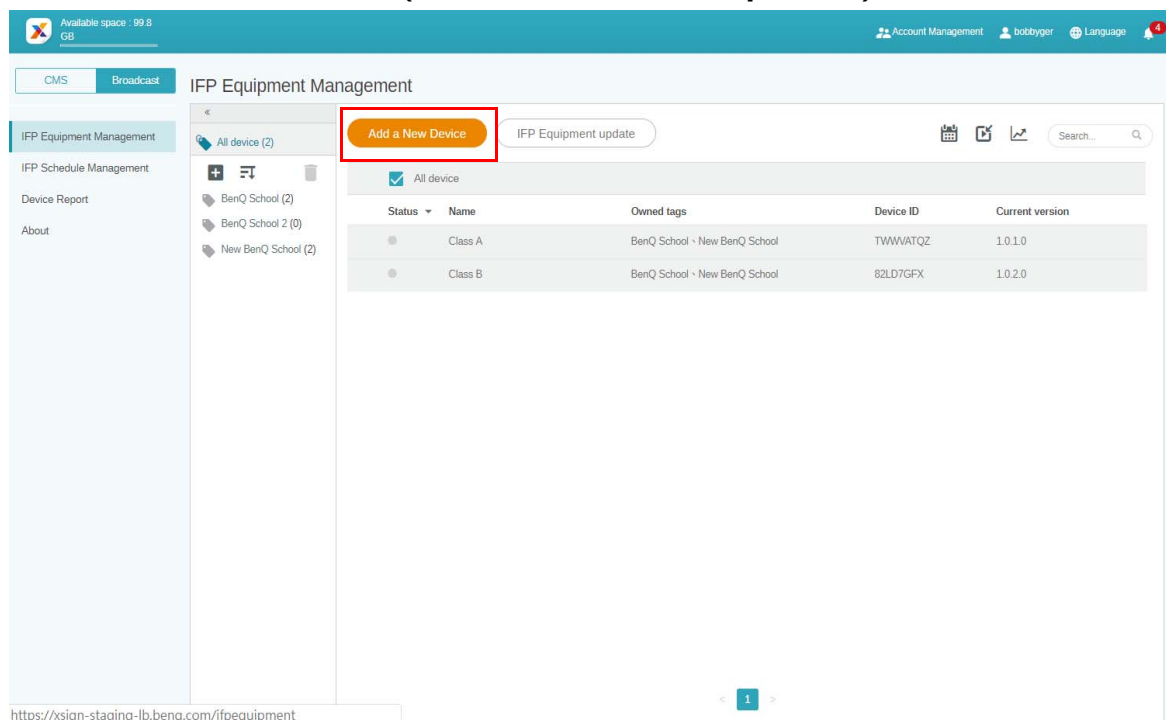 Available space : 99.8
GB
Account Management
bobbyger
Language
4
CMS
Broadcast
IFP Equipment Management
IFP Equipment Management
IFP Schedule Management
Device Report
About
«
All device (2)
BenQ School (2)
BenQ School 2 (0)
New BenQ School (2)
Add a New Device
IFP Equipment update
Search...
All device
Status Name Owned tags Device ID Current version
Class A BenQ School、New BenQ School TWWVATQZ 1.0.1.0
Class B BenQ School、New BenQ School 82LD7GFX 1.0.2.0
< 1 >
https://xsign-staging-lb.benq.com/ifpequipment